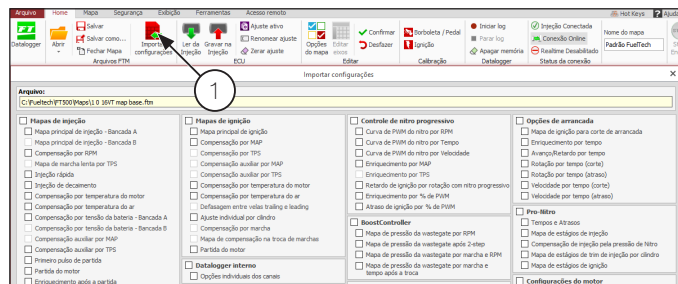 Arquivo Home Mapa Segurança Exibição Ferramentas Acesso remoto Hot Keys Ajuda
Datalogger
Abrir
Salvar
Salvar como...
Fechar Mapa
Importar configurações
Arquivos FTM
Ler da Injeção
Gravar na Injeção
Ajuste ativo
Renomear ajuste
Zerar ajuste
ECU
Opções do mapa
Editar eixos
Confirmar
Desfazer
Editar
Borboleta / Pedal
Ignição
Calibração
Iniciar log
Parar log
Apagar memória
Datalogger
Injeção Conectada
Conexão Online
Realtime Desabilitado
Status da conexão
Nome do mapa
Padrão FuelTech
Importar configurações
1
Arquivo:
C:\Fueltech\FT500\Maps\1 0 16VT map base.ftm
Mapas de injeção
Mapa principal de injeção - Bancada A
Mapa principal de injeção - Bancada B
Compensação por RPM
Mapa de marcha lenta por TPS
Injeção rápida
Injeção de decaimento
Compensação por temperatura do motor
Compensação por temperatura do ar
Compensação por tensão da bateria - Bancada A
Compensação por tensão da bateria - Bancada B
Compensação auxiliar por MAP
Compensação auxiliar por TPS
Primeiro pulso de partida
Partida do motor
Enriquecimento após a partida
Mapas de ignição
Mapa principal de ignição
Compensação por MAP
Compensação por TPS
Compensação auxiliar por MAP
Compensação auxiliar por TPS
Compensação por temperatura do motor
Compensação por temperatura do ar
Deflassagem entre velas trailing e leading
Ajuste individual por cilindro
Compensação por marcha
Mapa de compensação na troca de marchas
Partida do motor
Datalogger interno
Opções individuais dos canais
Controle de nitro progressivo
Curva de PWM do nitro por RPM
Curva de PWM do nitro por Tempo
Curva de PWM do nitro por Velocidade
Enriquecimento por MAP
Enriquecimento por TPS
Retardo de ignição por rotação com nitro progressivo
Enriquecimento por % de PWM
Atraso de ignição por % de PWM
BoostController
Mapa de pressão da wastegate por RPM
Mapa de pressão da wastegate após 2-step
Mapa de pressão da wastegate por marcha e RPM
Mapa de pressão da wastegate por marcha e
tempo após a troca
Opções de arrancada
Mapa de ignição para corte de arrancada
Enriquecimento por tempo
Avanço/Retardo por tempo
Rotação por tempo (corte)
Rotação por tempo (atraso)
Velocidade por tempo (corte)
Velocidade por tempo (atraso)
Pro-Nitro
Tempos e Atrasos
Mapa de estágios de injeção
Compensação de injeção pela pressão de Nitro
Mapa de estágios de trim de injeção por cilindro
Mapa de estágios de ignição
Configurações do motor